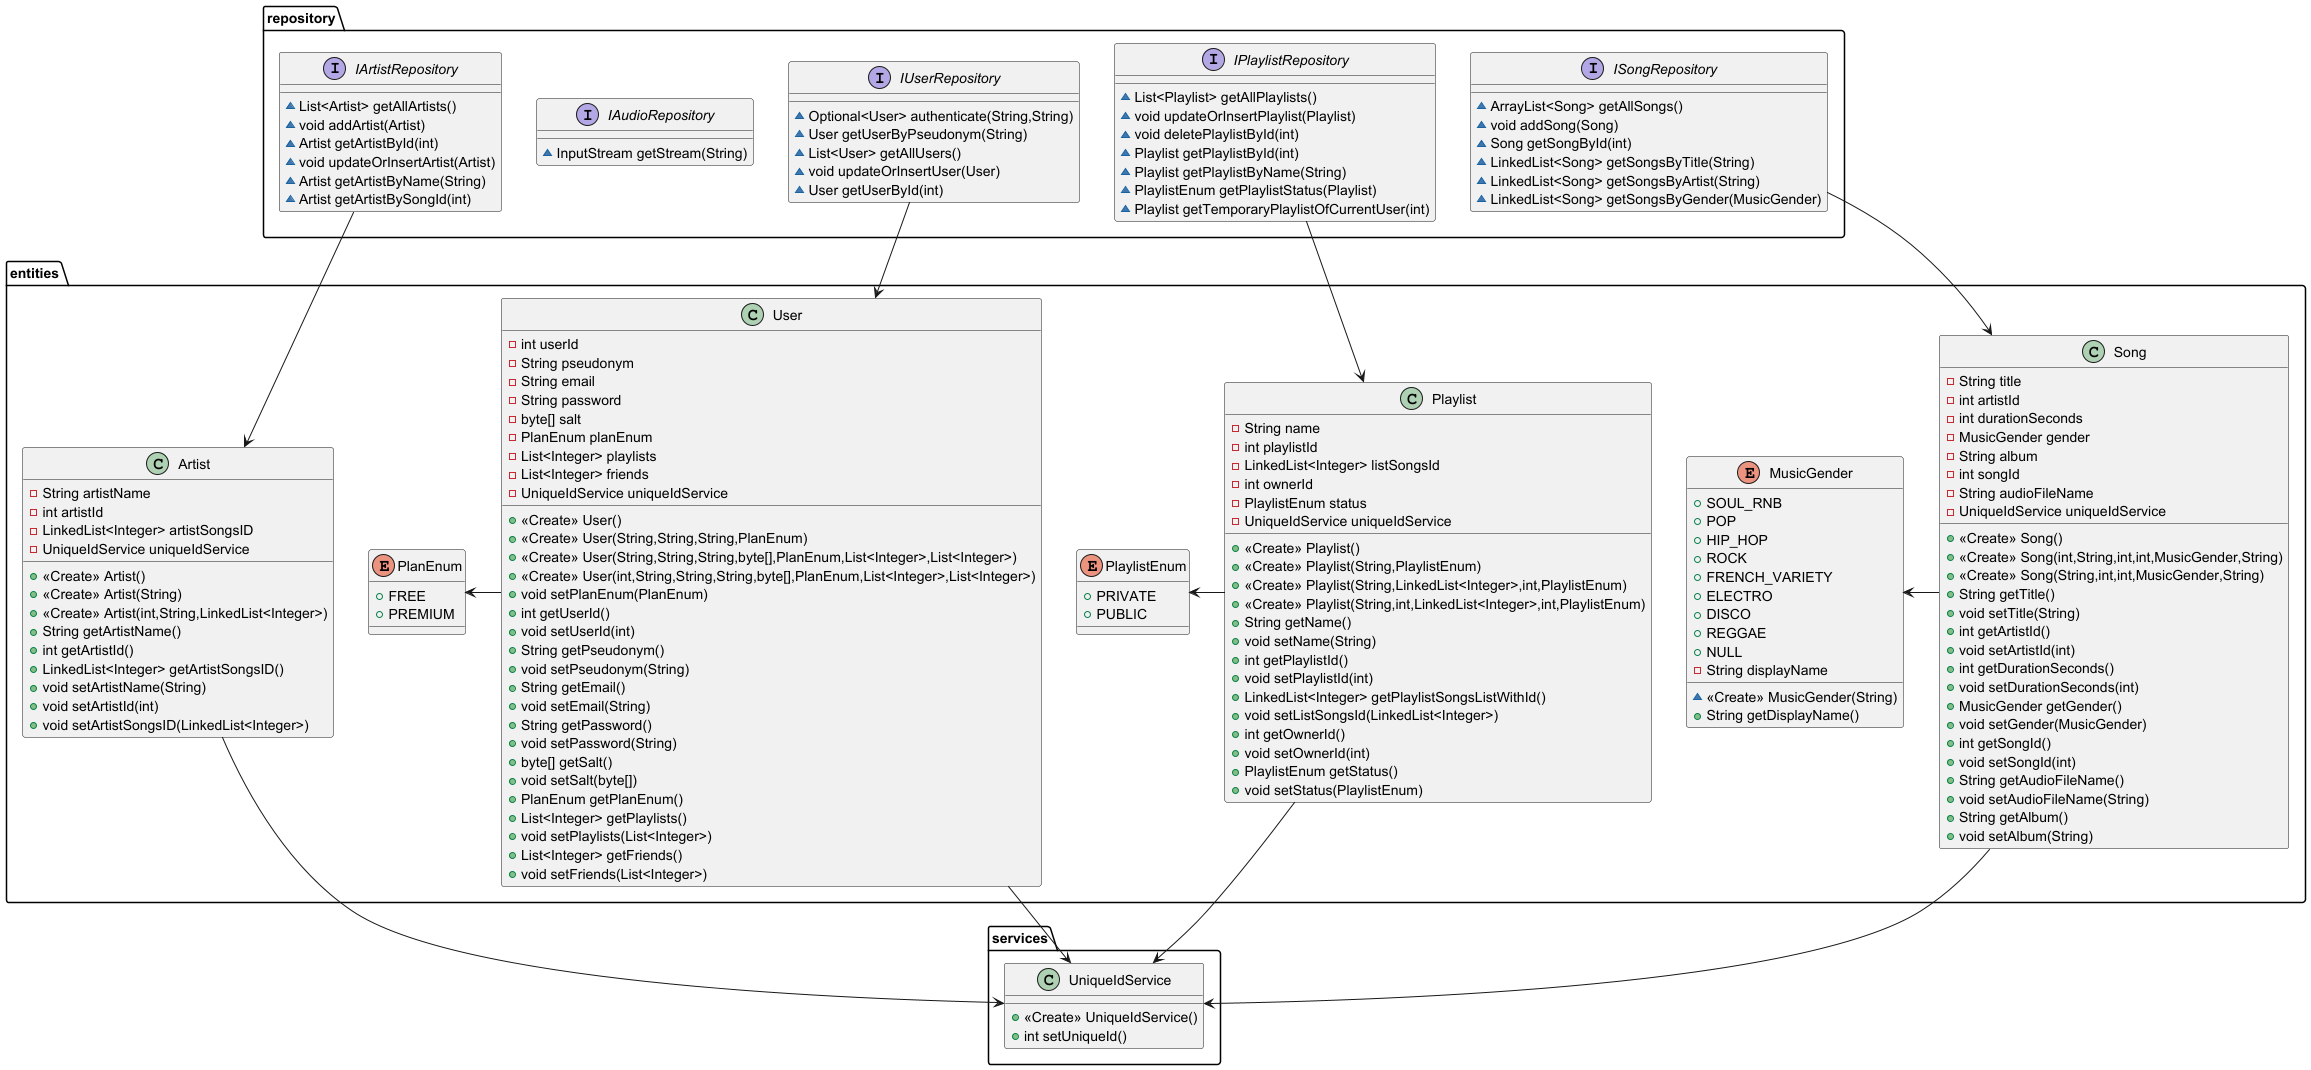 repository
I IArtistRepository
List<Artist> getAllArtists()
void addArtist(Artist)
Artist getArtistById(int)
void updateOrInsertArtist(Artist)
Artist getArtistByName(String)
Artist getArtistBySongId(int)
I IAudioRepository
InputStream getStream(String)
I IUserRepository
Optional<User> authenticate(String,String)
User getUserByPseudonym(String)
List<User> getAllUsers()
void updateOrInsertUser(User)
User getUserById(int)
I IPlaylistRepository
List<Playlist> getAllPlaylists()
void updateOrInsertPlaylist(Playlist)
void deletePlaylistById(int)
Playlist getPlaylistById(int)
Playlist getPlaylistByName(String)
PlaylistEnum getPlaylistStatus(Playlist)
Playlist getTemporaryPlaylistOfCurrentUser(int)
I ISongRepository
ArrayList<Song> getAllSongs()
void addSong(Song)
Song getSongById(int)
LinkedList<Song> getSongsByTitle(String)
LinkedList<Song> getSongsByArtist(String)
LinkedList<Song> getSongsByGender(MusicGender)
entities
C Artist
String artistName
int artistId
LinkedList<Integer> artistSongsID
UniqueIdService uniqueIdService
«Create» Artist()
«Create» Artist(String)
«Create» Artist(int,String,LinkedList<Integer>)
String getArtistName()
int getArtistId()
LinkedList<Integer> getArtistSongsID()
void setArtistName(String)
void setArtistId(int)
void setArtistSongsID(LinkedList<Integer>)
E PlanEnum
FREE
PREMIUM
C User
int userId
String pseudonym
String email
String password
byte[] salt
PlanEnum planEnum
List<Integer> playlists
List<Integer> friends
UniqueIdService uniqueIdService
«Create» User()
«Create» User(String,String,String,PlanEnum)
«Create» User(String,String,String,byte[],PlanEnum,List<Integer>,List<Integer>)
«Create» User(int,String,String,String,byte[],PlanEnum,List<Integer>,List<Integer>)
void setPlanEnum(PlanEnum)
int getUserId()
void setUserId(int)
String getPseudonym()
void setPseudonym(String)
String getEmail()
void setEmail(String)
String getPassword()
void setPassword(String)
byte[] getSalt()
void setSalt(byte[])
PlanEnum getPlanEnum()
List<Integer> getPlaylists()
void setPlaylists(List<Integer>)
List<Integer> getFriends()
void setFriends(List<Integer>)
E PlaylistEnum
PRIVATE
PUBLIC
C Playlist
String name
int playlistId
LinkedList<Integer> listSongsId
int ownerId
PlaylistEnum status
UniqueIdService uniqueIdService
«Create» Playlist()
«Create» Playlist(String,PlaylistEnum)
«Create» Playlist(String,LinkedList<Integer>,int,PlaylistEnum)
«Create» Playlist(String,int,LinkedList<Integer>,int,PlaylistEnum)
String getName()
void setName(String)
int getPlaylistId()
void setPlaylistId(int)
LinkedList<Integer> getPlaylistSongsListWithId()
void setListSongsId(LinkedList<Integer>)
int getOwnerId()
void setOwnerId(int)
PlaylistEnum getStatus()
void setStatus(PlaylistEnum)
E MusicGender
SOUL_RNB
POP
HIP_HOP
ROCK
FRENCH_VARIETY
ELECTRO
DISCO
REGGAE
NULL
String displayName
«Create» MusicGender(String)
String getDisplayName()
C Song
String title
int artistId
int durationSeconds
MusicGender gender
String album
int songId
String audioFileName
UniqueIdService uniqueIdService
«Create» Song()
«Create» Song(int,String,int,int,MusicGender,String)
«Create» Song(String,int,int,MusicGender,String)
String getTitle()
void setTitle(String)
int getArtistId()
void setArtistId(int)
int getDurationSeconds()
void setDurationSeconds(int)
MusicGender getGender()
void setGender(MusicGender)
int getSongId()
void setSongId(int)
String getAudioFileName()
void setAudioFileName(String)
String getAlbum()
void setAlbum(String)
services
C UniqueIdService
«Create» UniqueIdService()
int setUniqueId()